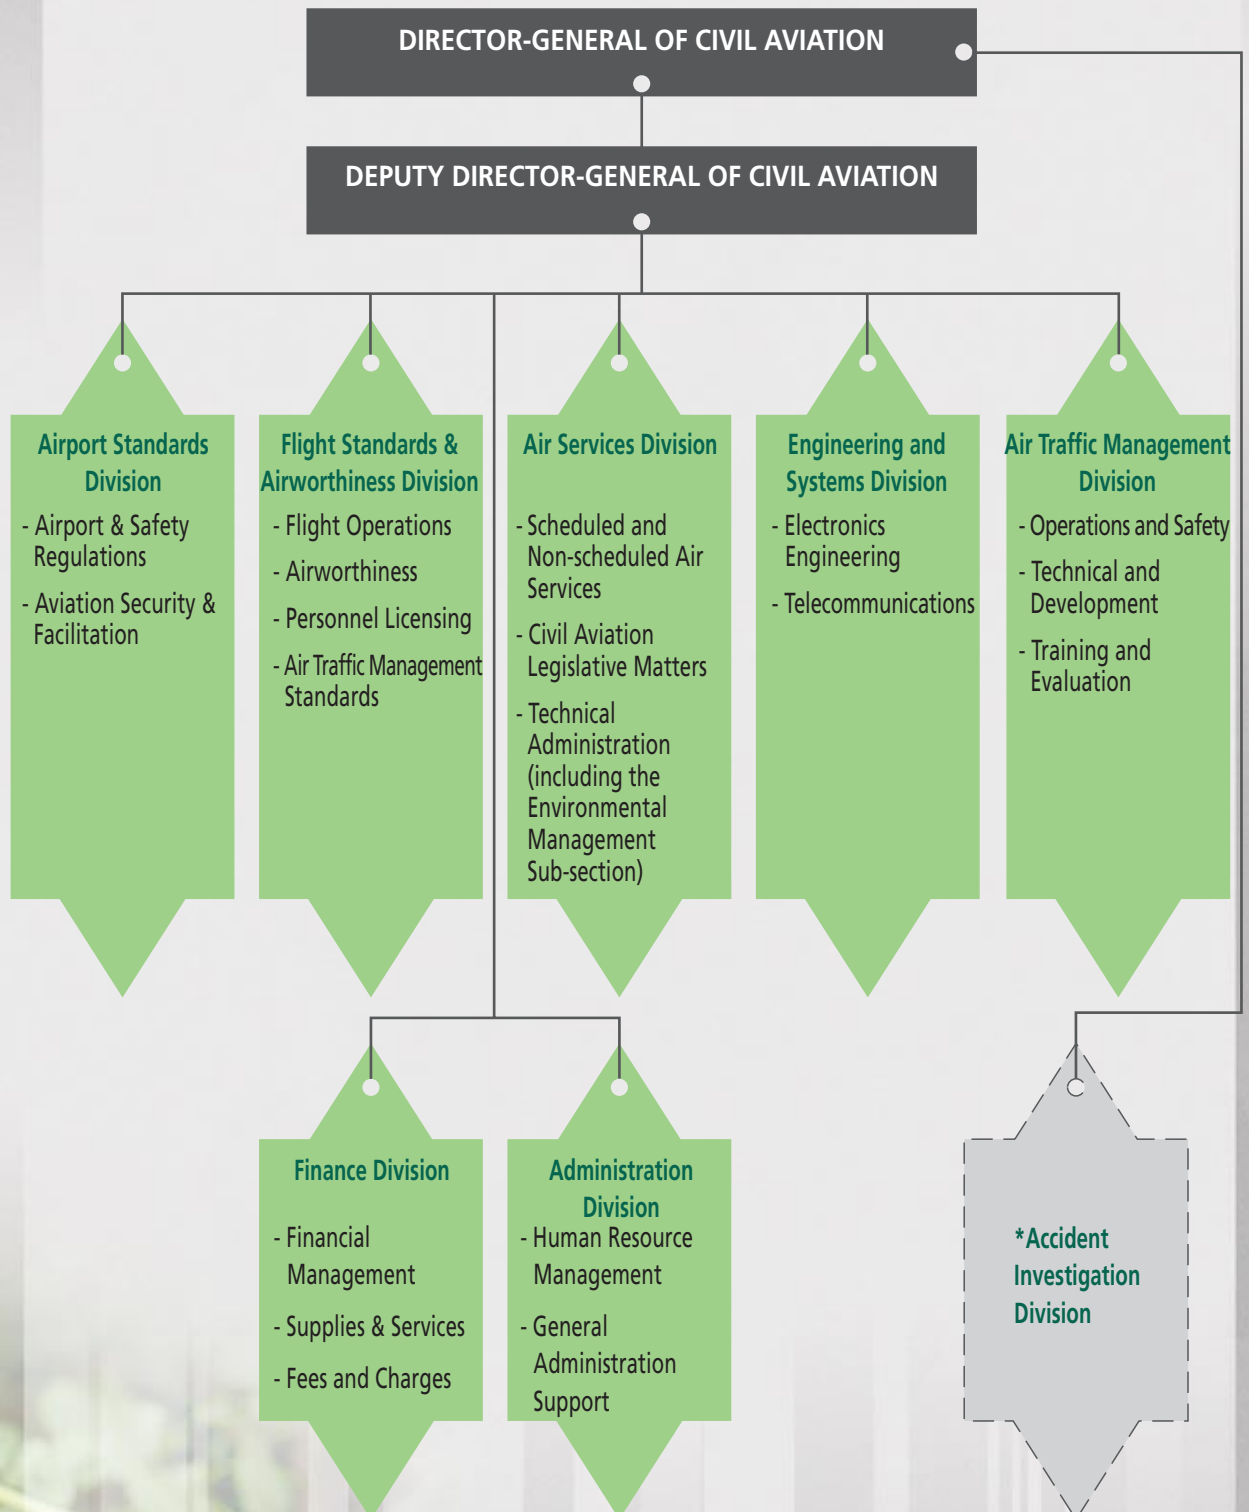 DIRECTOR-GENERAL OF CIVIL AVIATION
DEPUTY DIRECTOR-GENERAL OF CIVIL AVIATION
Airport Standards
Division
- Airport & Safety
Regulations
- Aviation Security &
Facilitation
Flight Standards &
Airworthiness Division
- Flight Operations
- Airworthiness
- Personnel Licensing
- Air Traffic Management
Standards
Air Services Division
- Scheduled and
Non-scheduled Air
Services
- Civil Aviation
Legislative Matters
- Technical
Administration
(including the
Environmental
Management
Sub-section)
Engineering and
Systems Division
- Electronics
Engineering
- Telecommunications
Air Traffic Management
Division
- Operations and Safety
- Technical and
Development
- Training and
Evaluation
Finance Division
- Financial
Management
- Supplies & Services
- Fees and Charges
Administration
Division
- Human Resource
Management
- General
Administration
Support
*Accident
Investigation
Division